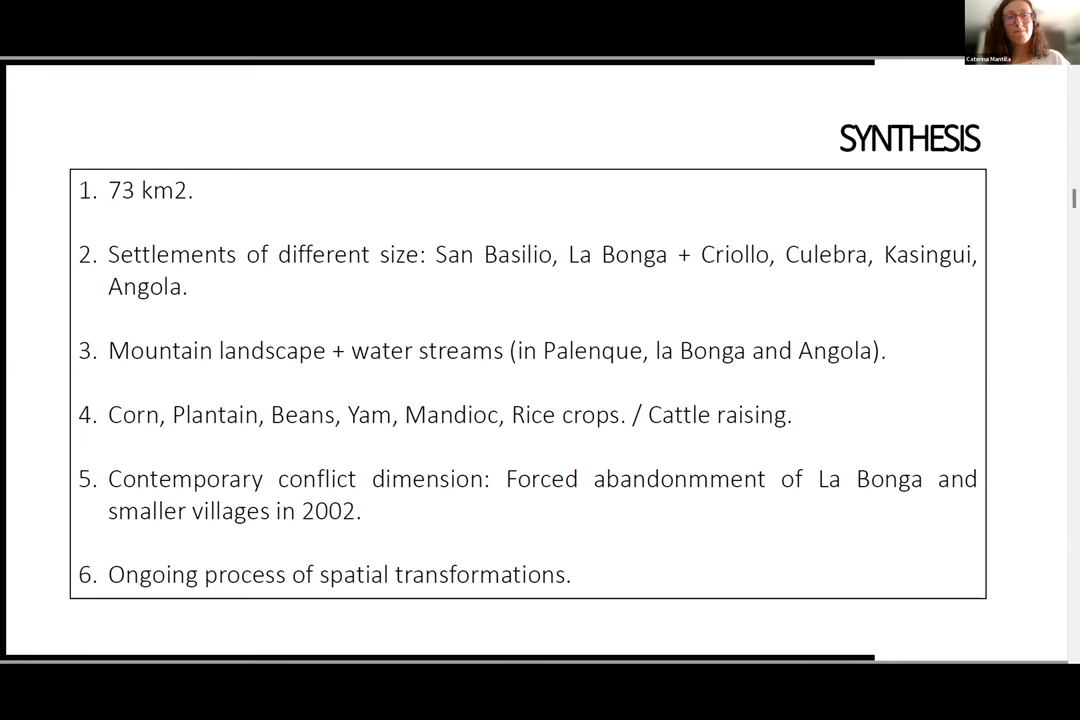 Caterina Mantilla
SYNTHESIS
1. 73 km2.
2. Settlements of different size: San Basilio, La Bonga + Criollo, Culebra, Kasingui,
Angola.
3. Mountain landscape + water streams (in Palenque, la Bonga and Angola).
4. Corn, Plantain, Beans, Yam, Mandioc, Rice crops. / Cattle raising.
5. Contemporary conflict dimension: Forced abandonmment of La Bonga and
smaller villages in 2002.
6. Ongoing process of spatial transformations.